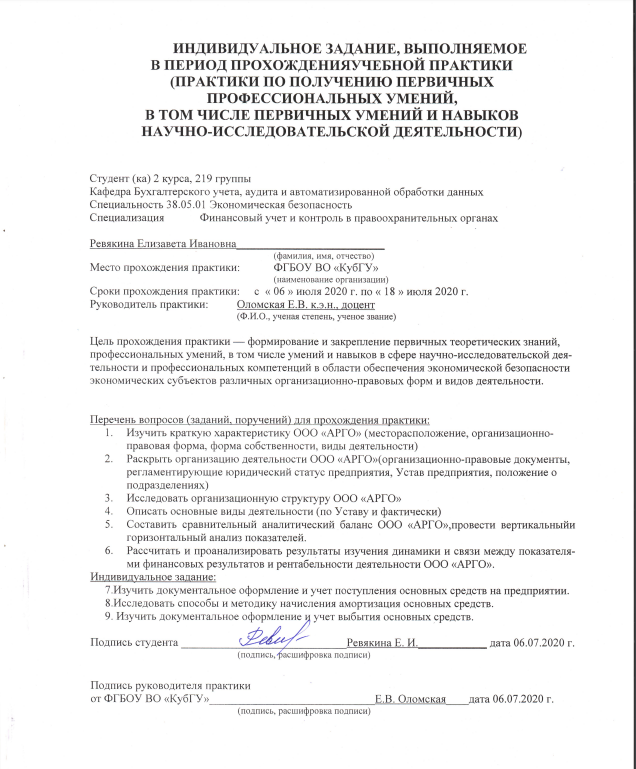 ИНДИВИДУАЛЬНОЕ ЗАДАНИЕ, ВЫПОЛНЯЕМОЕ
В ПЕРИОД ПРОХОЖДЕНИЯУЧЕБНОЙ ПРАКТИКИ
(ПРАКТИКИ ПО ПОЛУЧЕНИЮ ПЕРВИЧНЫХ
ПРОФЕССИОНАЛЬНЫХ УМЕНИЙ,
В ТОМ ЧИСЛЕ ПЕРВИЧНЫХ УМЕНИЙ И НАВЫКОВ
НАУЧНО-ИССЛЕДОВАТЕЛЬСКОЙ ДЕЯТЕЛЬНОСТИ)
Студент (ка) 2 курса, 219 группы
Кафедра Бухгалтерского учета, аудита и автоматизированной обработки данных
Специальность 38.05.01 Экономическая безопасность
Специализация Финансовый учет и контроль в правоохранительных органах
Ревякина Елизавета Ивановна_________________________
(фамилия, имя, отчество)
Место прохождения практики: ФГБОУ ВО «КубГУ»
(наименование организации)
Сроки прохождения практики: с « 06 » июля 2020 г. по « 18 » июля 2020 г.
Руководитель практики: Оломская Е.В. к.э.н., доцент
(Ф.И.О., ученая степень, ученое звание)
Цель прохождения практики — формирование и закрепление первичных теоретических знаний,
профессиональных умений, в том числе умений и навыков в сфере научно-исследовательской дея-
тельности и профессиональных компетенций в области обеспечения экономической безопасности
экономических субъектов различных организационно-правовых форм и видов деятельности.
Перечень вопросов (заданий, поручений) для прохождения практики:
1. Изучить краткую характеристику ООО «АРГО» (месторасположение, организационно-
правовая форма, форма собственности, виды деятельности)
2. Раскрыть организацию деятельности ООО «АРГО»(организационно-правовые документы,
регламентирующие юридический статус предприятия, Устав предприятия, положение о
подразделениях)
3. Исследовать организационную структуру ООО «АРГО»
4. Описать основные виды деятельности (по Уставу и фактически)
5. Составить сравнительный аналитический баланс ООО «АРГО»,провести вертикальныйи
горизонтальный анализ показателей.
6. Рассчитать и проанализировать результаты изучения динамики и связи между показателя-
ми финансовых результатов и рентабельности деятельности ООО «АРГО».
Индивидуальное задание:
7.Изучить документальное оформление и учет поступления основных средств на предприятии.
8.Исследовать способы и методику начисления амортизация основных средств.
9. Изучить документальное оформление и учет выбытия основных средств.
Подпись студента ____________________________Ревякина Е. И.____________ дата 06.07.2020 г.
(подпись, расшифровка подписи)
Подпись руководителя практики
от ФГБОУ ВО «КубГУ»____________________________Е.В. Оломская____дата 06.07.2020 г.
(подпись, расшифровка подписи)